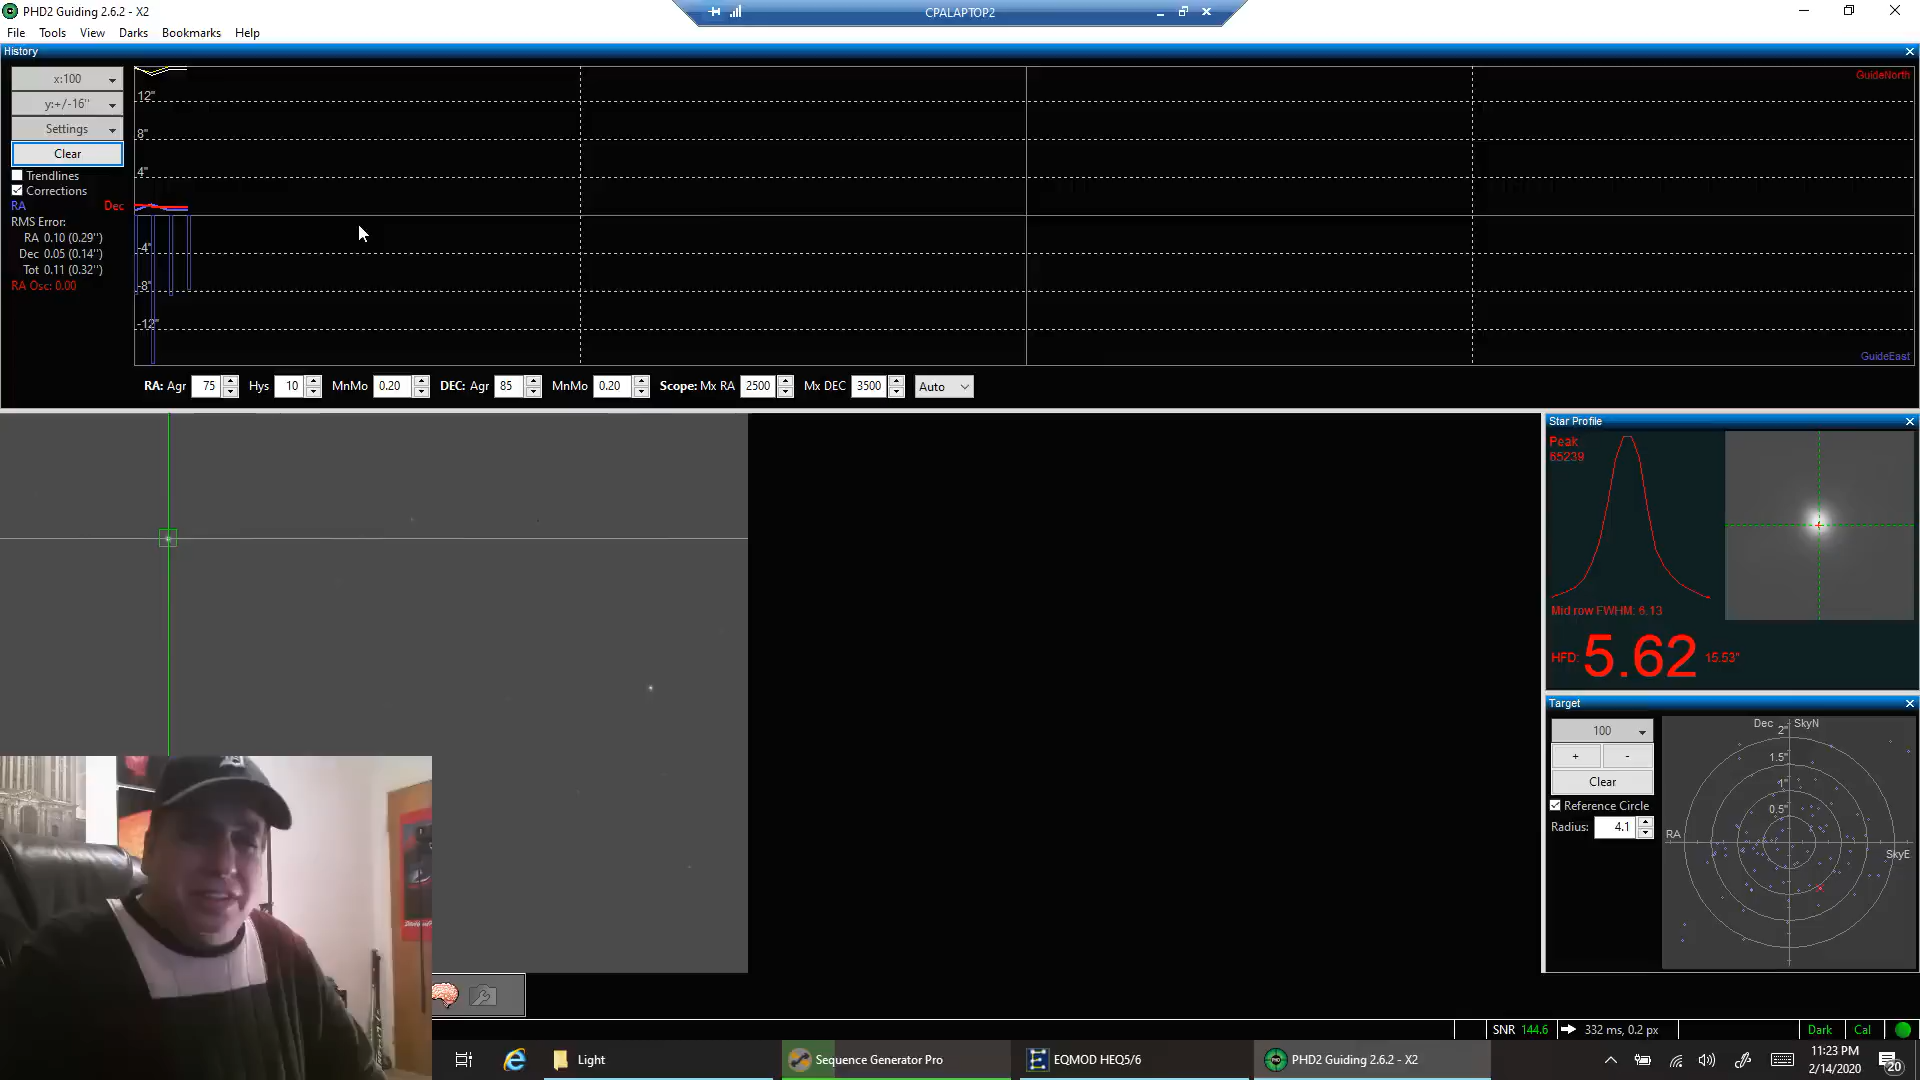 PHD2 Guiding 2.6.2 - X2
CPALAPTOP2
File Tools View Darks Bookmarks Help
History
x:100
y:+/-16"
Settings
Clear
Trendlines
Corrections
RA Dec
RMS Error:
RA 0.10 (0.29")
Dec 0.05 (0.14")
Tot 0.11 (0.32")
RA Osc: 0.00
12"
8"
4"
-4"
-8"
-12"
GuideNorth
GuideEast
RA: Agr 75 Hys 10 MnMo 0.20 DEC: Agr 85 MnMo 0.20 Scope: Mx RA 2500 Mx DEC 3500 Auto
Star Profile
Peak
65239
Mid row FWHM: 6.13
HFD: 5.62 15.53"
Target
100
+ -
Clear
Reference Circle
Radius: 4.1
Dec SkyN
2"
1.5"
1"
0.5"
RA
SkyE
SNR 144.6 332 ms, 0.2 px Dark Cal
Light
Sequence Generator Pro
EQMOD HEQ5/6
PHD2 Guiding 2.6.2 - X2
11:23 PM
2/14/2020
20